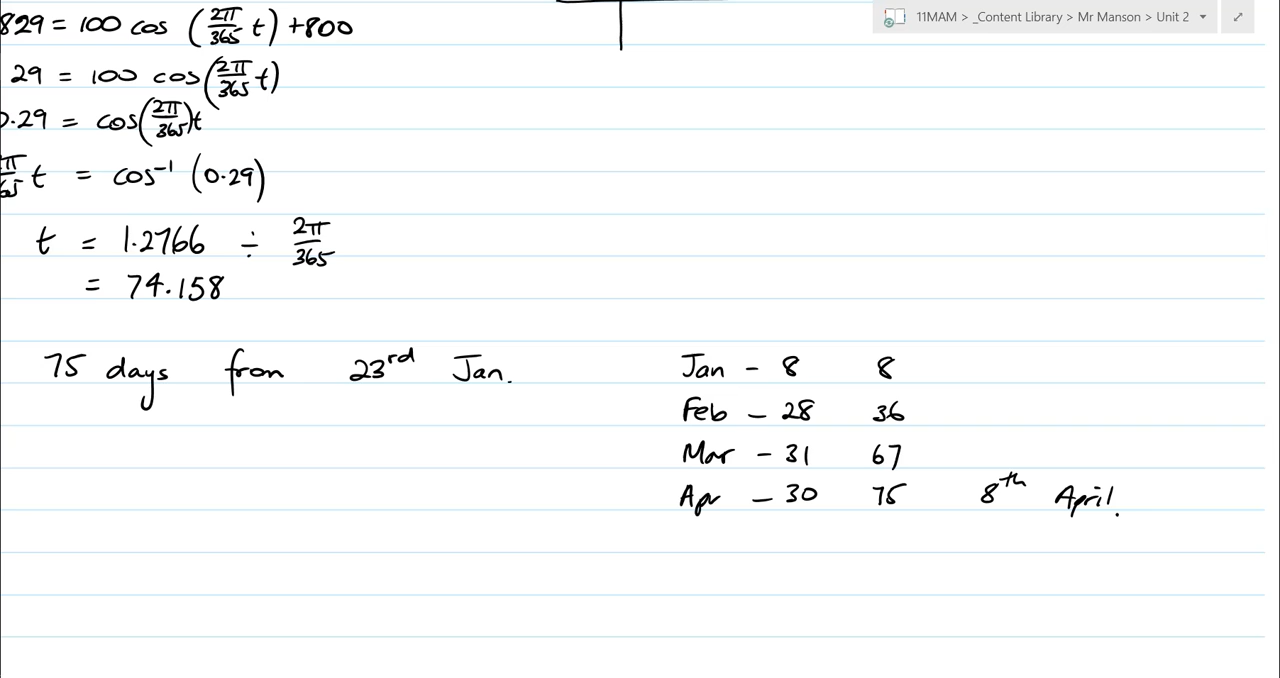 11MAM > _Content Library > Mr Manson > Unit 2
829 = 100 cos (2π/365 t) +800
29 = 100 cos(2π/365 t)
0.29 = cos(2π/365)t
π/65 t = cos⁻¹ (0.29)
t = 1.2766 ÷ 2π/365
= 74.158
75 days from 23rd Jan.
Jan - 8 8
Feb - 28 36
Mar - 31 67
Apr - 30 75 8th April.